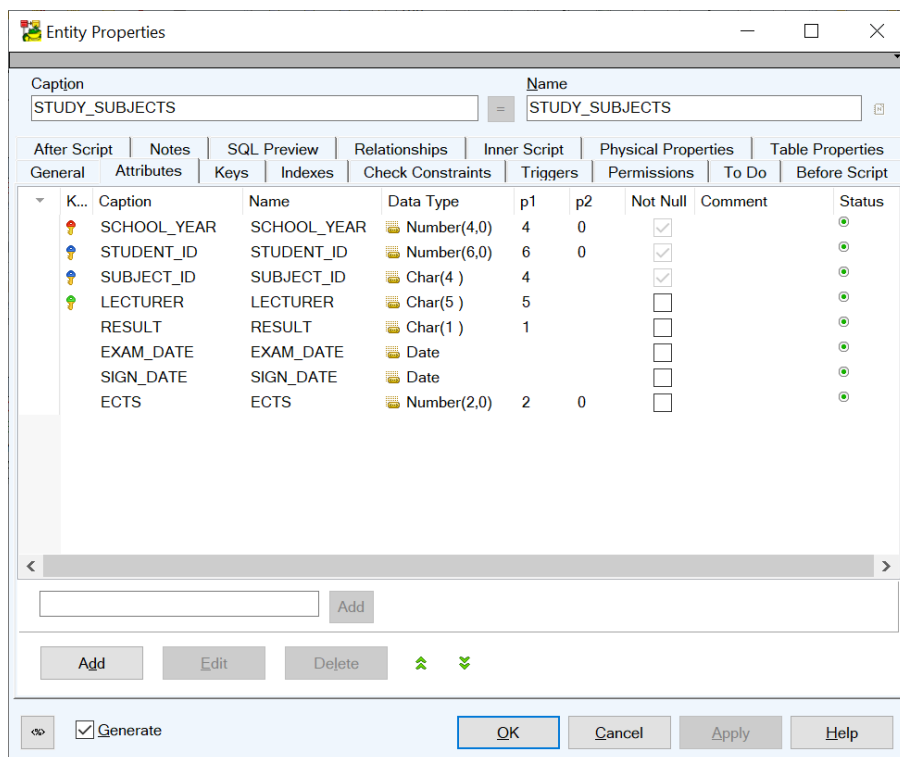 Entity Properties
Caption Name
STUDY_SUBJECTS = STUDY_SUBJECTS
After Script Notes SQL Preview Relationships Inner Script Physical Properties Table Properties
General Attributes Keys Indexes Check Constraints Triggers Permissions To Do Before Script
K... Caption Name Data Type p1 p2 Not Null Comment Status
SCHOOL_YEAR SCHOOL_YEAR Number(4,0) 4 0
STUDENT_ID STUDENT_ID Number(6,0) 6 0
SUBJECT_ID SUBJECT_ID Char(4 ) 4
LECTURER LECTURER Char(5 ) 5
RESULT RESULT Char(1 ) 1
EXAM_DATE EXAM_DATE Date
SIGN_DATE SIGN_DATE Date
ECTS ECTS Number(2,0) 2 0
Add
Add Edit Delete
Generate OK Cancel Apply Help